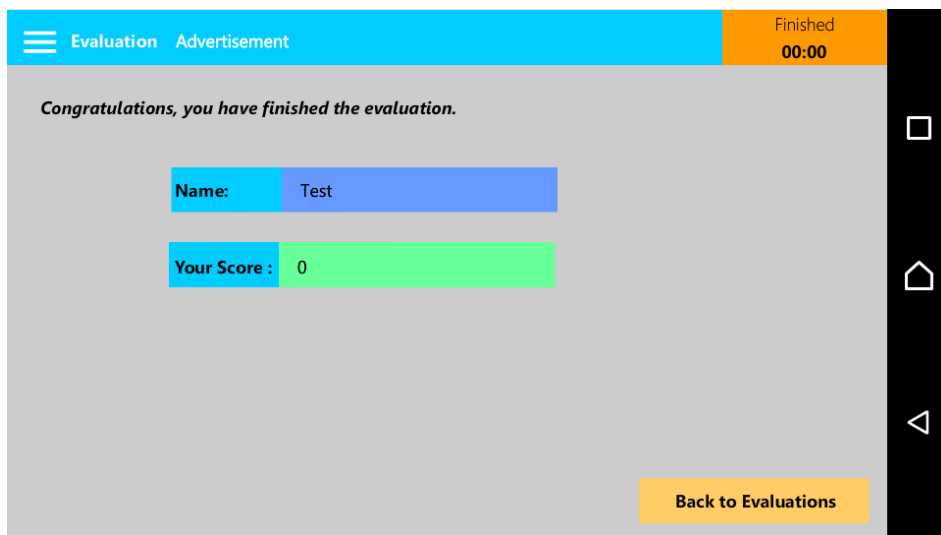 Evaluation Advertisement
Finished
00:00
Congratulations, you have finished the evaluation.
Name: Test
Your Score : 0
Back to Evaluations